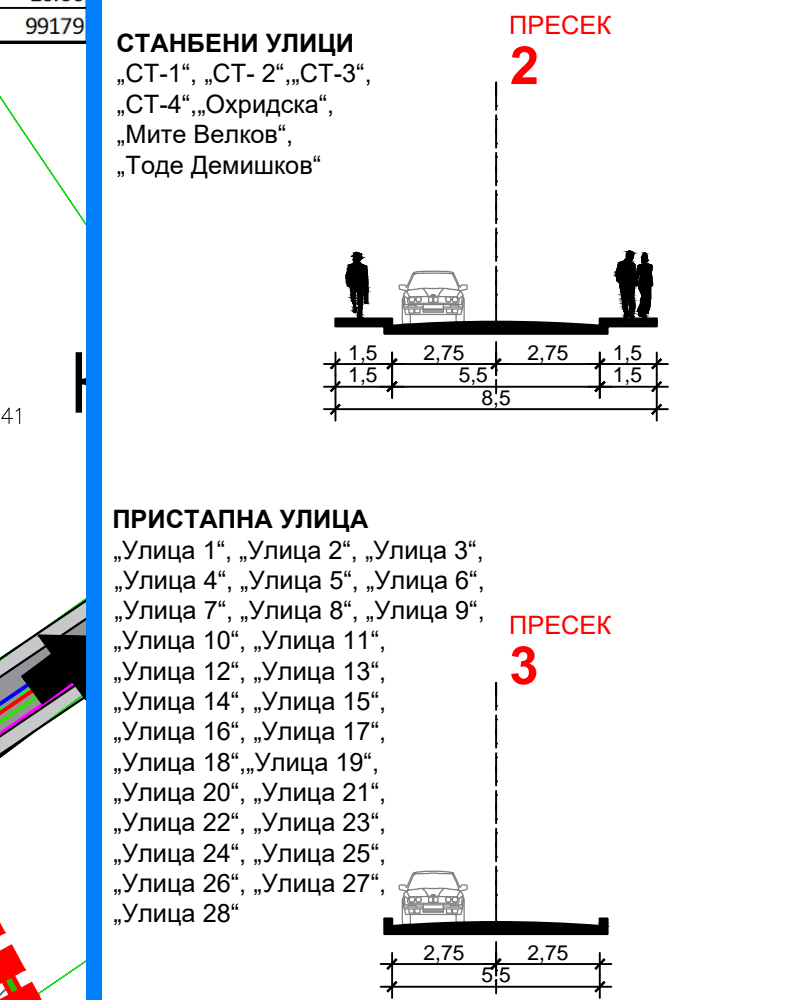 99179
41
СТАНБЕНИ УЛИЦИ
„СТ-1“, „СТ- 2“,„СТ-3“,
„СТ-4“,„Охридска“,
„Мите Велков“,
„Тоде Демишков“
ПРЕСЕК
2
1,5 2,75 2,75 1,5
1,5 5,5 1,5
8,5
ПРИСТАПНА УЛИЦА
„Улица 1“, „Улица 2“, „Улица 3“,
„Улица 4“, „Улица 5“, „Улица 6“,
„Улица 7“, „Улица 8“, „Улица 9“,
„Улица 10“, „Улица 11“,
„Улица 12“, „Улица 13“,
„Улица 14“, „Улица 15“,
„Улица 16“, „Улица 17“,
„Улица 18“,„Улица 19“,
„Улица 20“, „Улица 21“,
„Улица 22“, „Улица 23“,
„Улица 24“, „Улица 25“,
„Улица 26“, „Улица 27“,
„Улица 28“
ПРЕСЕК
3
2,75 2,75
5,5